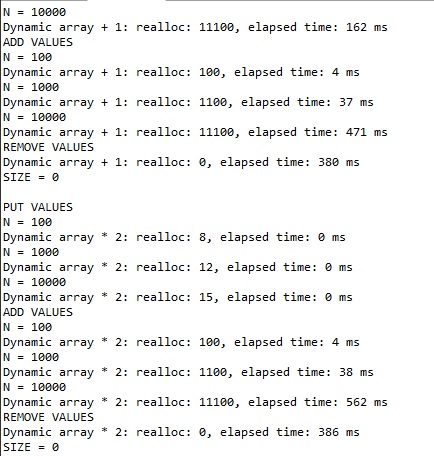 N = 10000
Dynamic array + 1: realloc: 11100, elapsed time: 162 ms
ADD VALUES
N = 100
Dynamic array + 1: realloc: 100, elapsed time: 4 ms
N = 1000
Dynamic array + 1: realloc: 1100, elapsed time: 37 ms
N = 10000
Dynamic array + 1: realloc: 11100, elapsed time: 471 ms
REMOVE VALUES
Dynamic array + 1: realloc: 0, elapsed time: 380 ms
SIZE = 0

PUT VALUES
N = 100
Dynamic array * 2: realloc: 8, elapsed time: 0 ms
N = 1000
Dynamic array * 2: realloc: 12, elapsed time: 0 ms
N = 10000
Dynamic array * 2: realloc: 15, elapsed time: 0 ms
ADD VALUES
N = 100
Dynamic array * 2: realloc: 100, elapsed time: 4 ms
N = 1000
Dynamic array * 2: realloc: 1100, elapsed time: 38 ms
N = 10000
Dynamic array * 2: realloc: 11100, elapsed time: 562 ms
REMOVE VALUES
Dynamic array * 2: realloc: 0, elapsed time: 386 ms
SIZE = 0